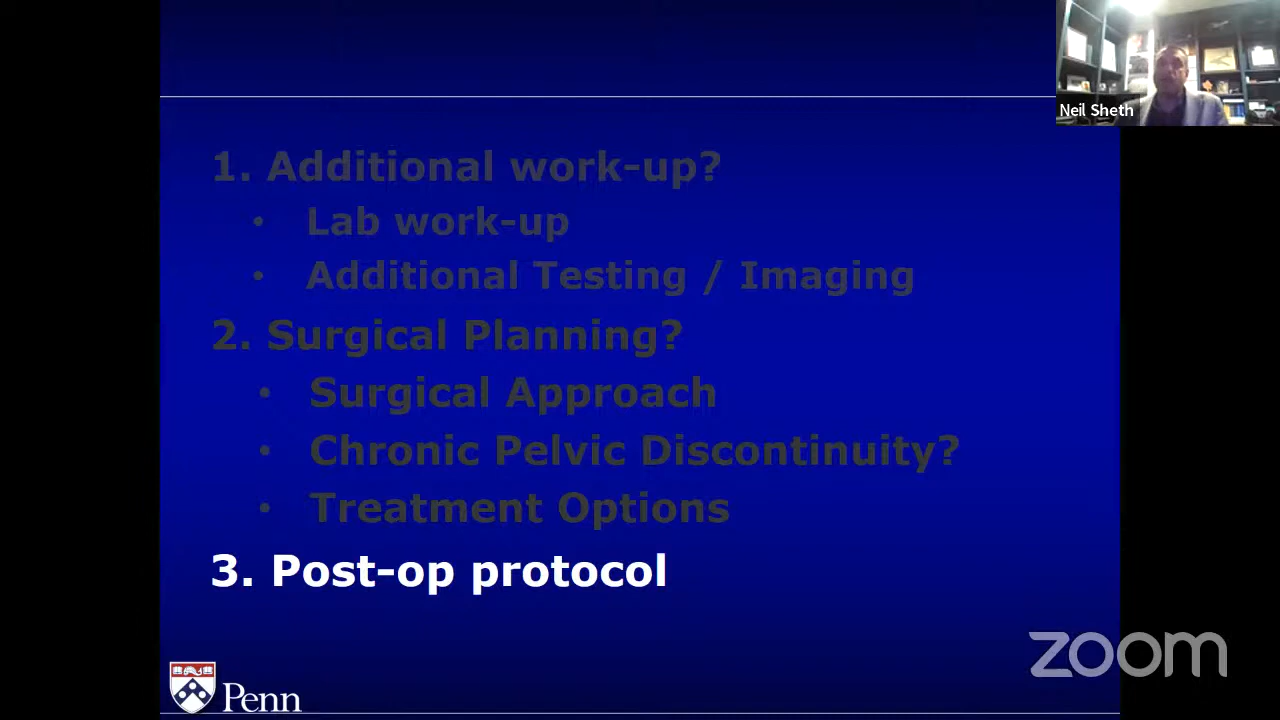 Neil Sheth
1. Additional work-up?
• Lab work-up
• Additional Testing / Imaging
2. Surgical Planning?
• Surgical Approach
• Chronic Pelvic Discontinuity?
• Treatment Options
3. Post-op protocol
zoom
Penn